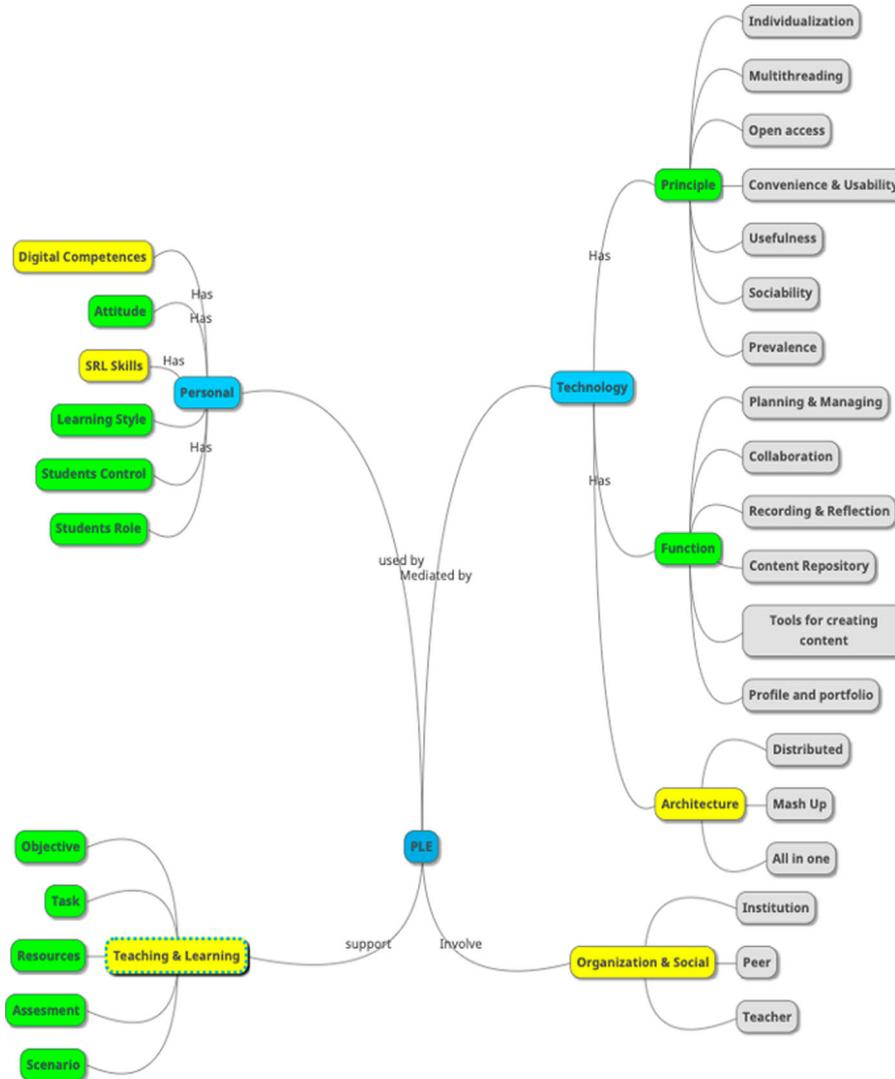 Individualization
Multithreading
Open access
Principle
Convenience & Usability
Has
Usefulness
Sociability
Prevalence
Digital Competences
Has
Attitude
Has
SRL Skills
Has
Personal
Learning Style
Has
Students Control
Students Role
Technology
Planning & Managing
Collaboration
Has
Recording & Reflection
Function
Content Repository
Tools for creating
content
Profile and portfolio
used by
Mediated by
Distributed
Architecture
Mash Up
All in one
PLE
Objective
Task
Resources
Teaching & Learning
Assesment
Scenario
support
Involve
Institution
Organization & Social
Peer
Teacher